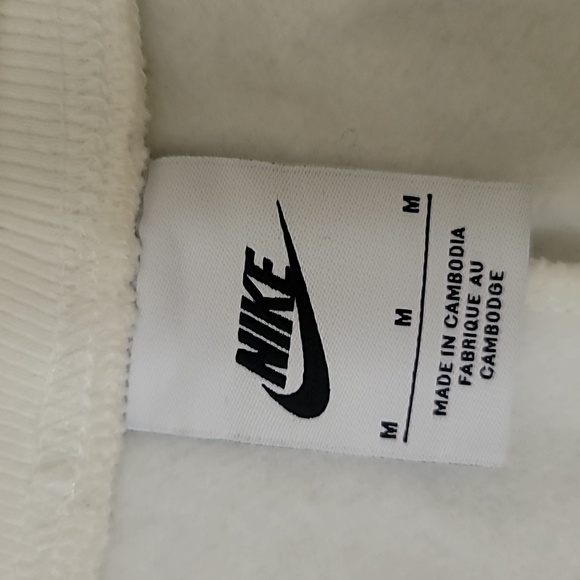 NIKE
M M M
MADE IN CAMBODIA
FABRIQUE AU
CAMBODGE